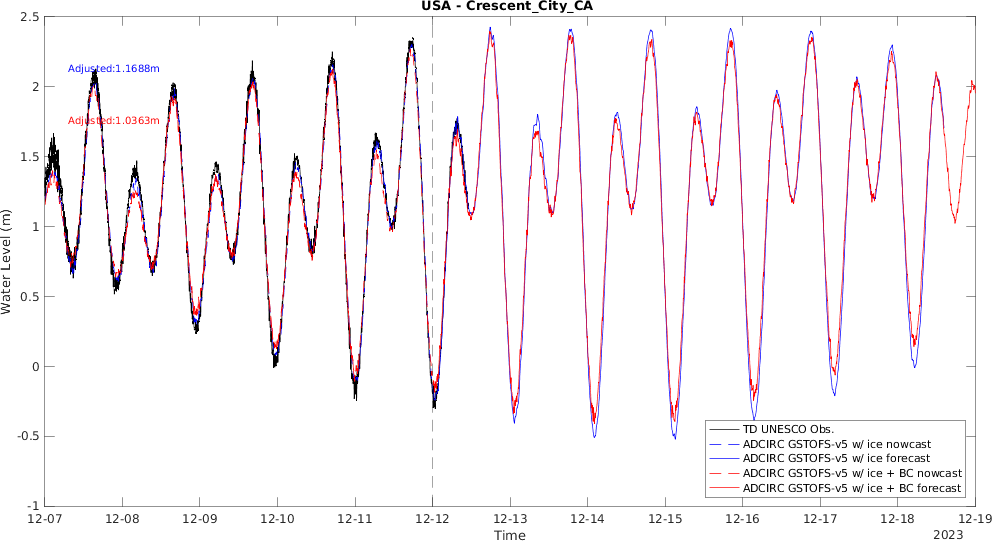 USA - Crescent_City_CA
2.5
2
1.5
1
0.5
0
-0.5
-1
Water Level (m)
Adjusted:1.1688m
Adjusted:1.0363m
TD UNESCO Obs.
ADCIRC GSTOFS-v5 w/ ice nowcast
ADCIRC GSTOFS-v5 w/ ice forecast
ADCIRC GSTOFS-v5 w/ ice + BC nowcast
ADCIRC GSTOFS-v5 w/ ice + BC forecast
12-07 12-08 12-09 12-10 12-11 12-12 12-13 12-14 12-15 12-16 12-17 12-18 12-19
Time
2023